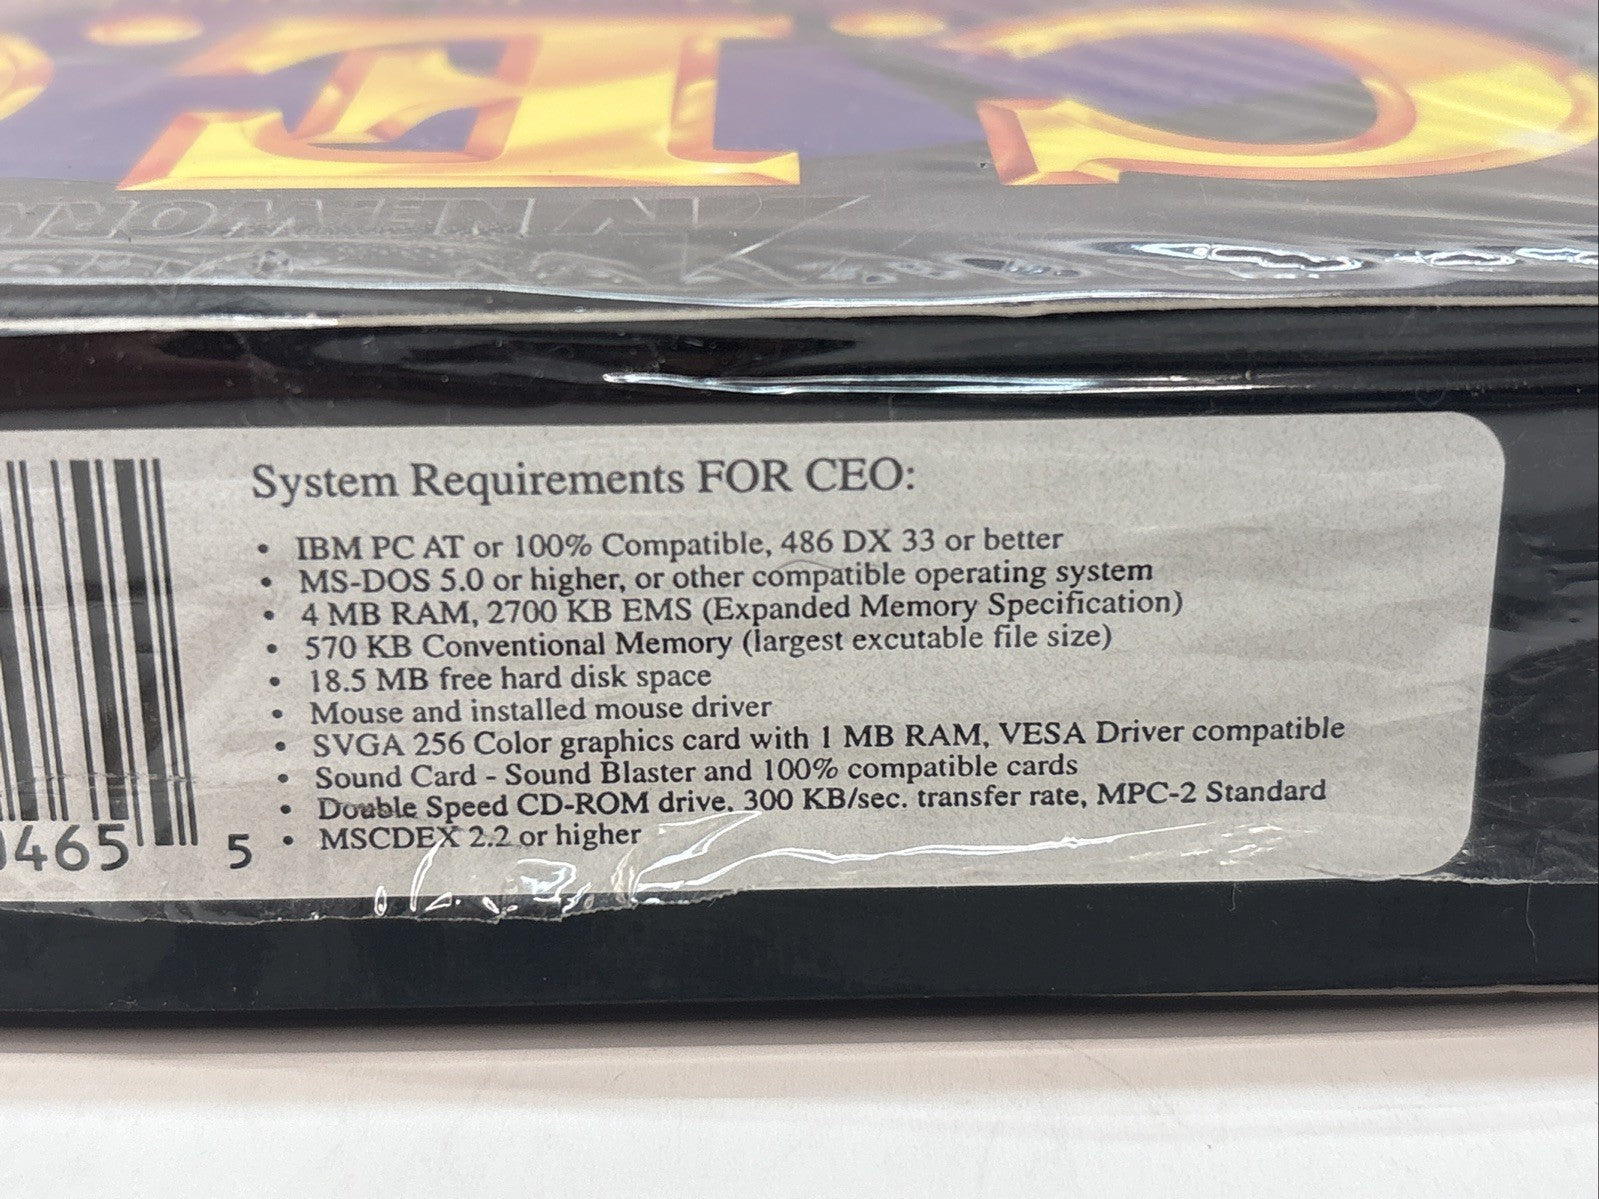 C.E.
A NEW WOR
System Requirements FOR CEO:
• IBM PC AT or 100% Compatible, 486 DX 33 or better
• MS-DOS 5.0 or higher, or other compatible operating system
• 4 MB RAM, 2700 KB EMS (Expanded Memory Specification)
• 570 KB Conventional Memory (largest excutable file size)
• 18.5 MB free hard disk space
• Mouse and installed mouse driver
• SVGA 256 Color graphics card with 1 MB RAM, VESA Driver compatible
• Sound Card - Sound Blaster and 100% compatible cards
• Double Speed CD-ROM drive. 300 KB/sec. transfer rate, MPC-2 Standard
• MSCDEX 2.2 or higher
465 5